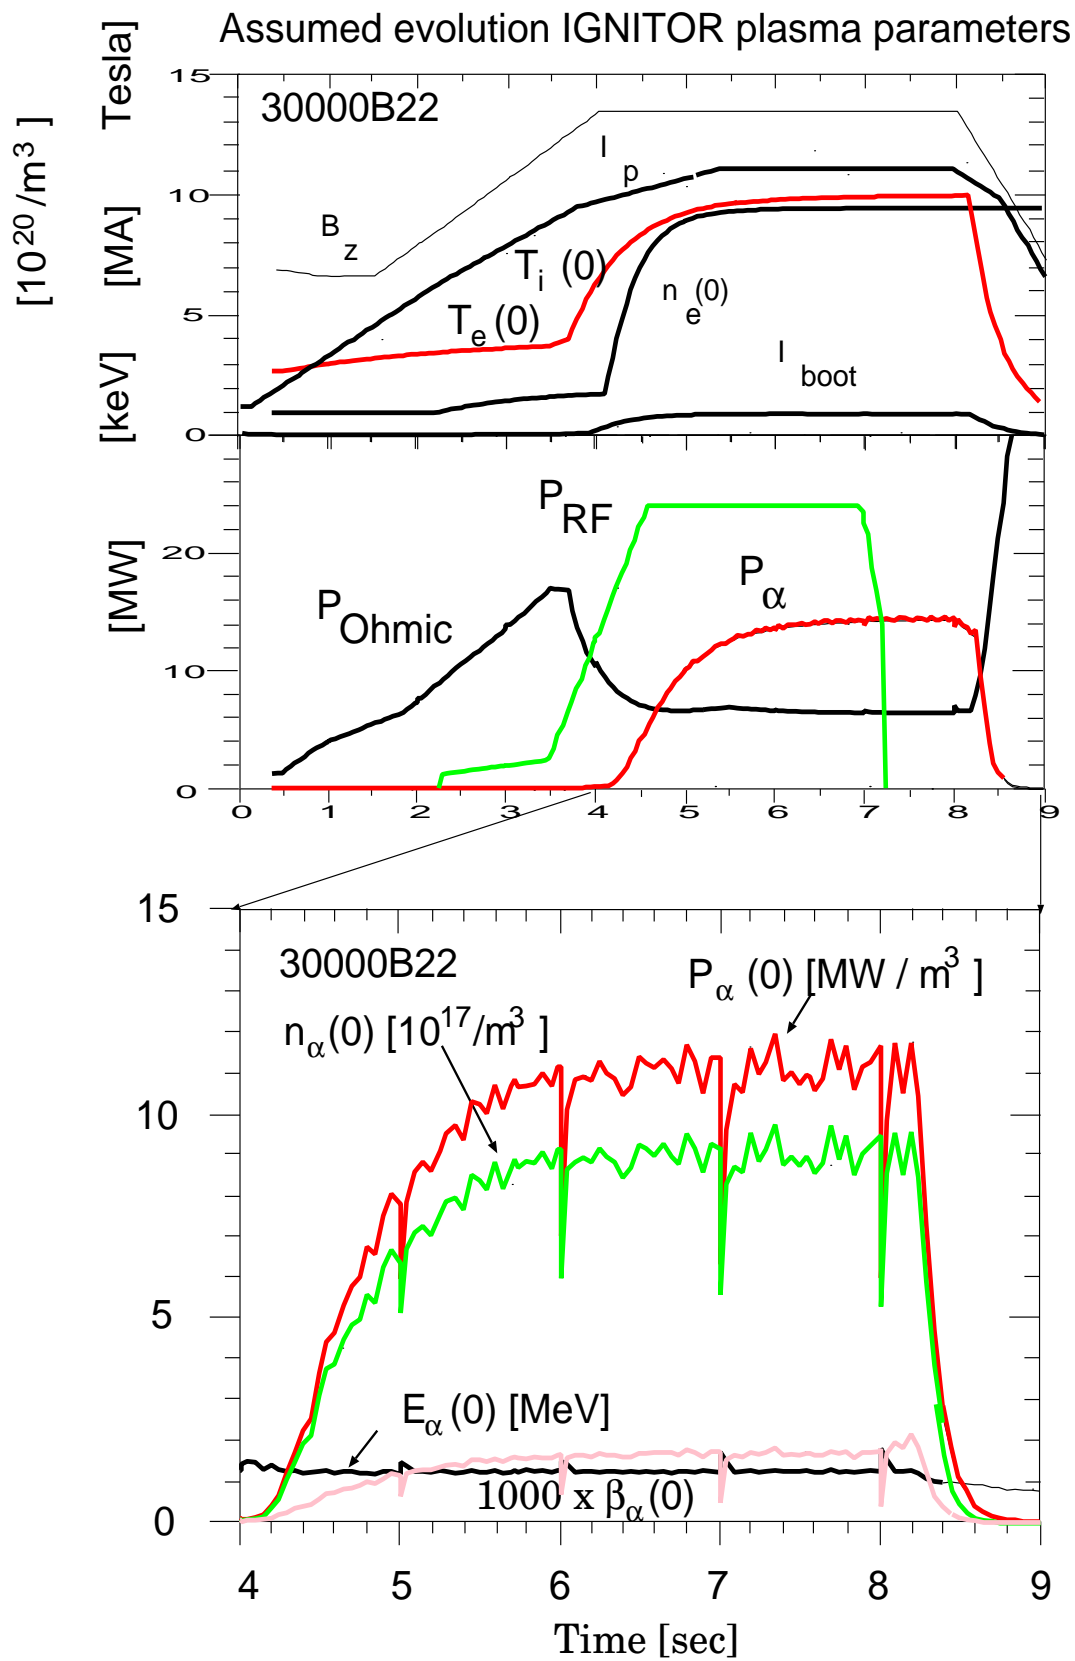 Assumed evolution IGNITOR plasma parameters
[10²⁰/m³ ]
[keV] [MA] Tesla]
15
30000B22
I p
10
B z
T i (0)
T e (0)
n e (0)
5
I boot
0
[MW]
P RF
20
P α
P Ohmic
10
0
0 1 2 3 4 5 6 7 8 9
15
30000B22
P α (0) [MW / m³ ]
n α (0) [10¹⁷/m³ ]
10
5
E α (0) [MeV]
1000 x β α (0)
0
4 5 6 7 8 9
Time [sec]